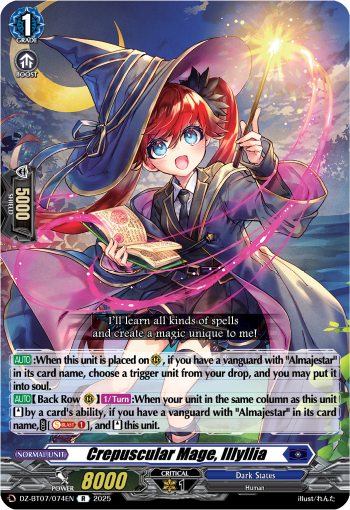 1
GRADE
BOOST
5000
SHIELD
I'll learn all kinds of spells
and create a magic unique to me!
AUTO :When this unit is placed on , if you have a vanguard with "Almajestar"
in its card name, choose a trigger unit from your drop, and you may put it
into soul.
AUTO [Back Row ] 1/Turn :When your unit in the same column as this unit
by a card's ability, if you have a vanguard with "Almajestar" in its card
name, [ BLAST 1], and this unit.
NORMAL UNIT
Crepuscular Mage, Illyllia
POWER 8000
CRITICAL
1
Dark States
Human
DZ-BT07/074EN R 2025
illust/れんた